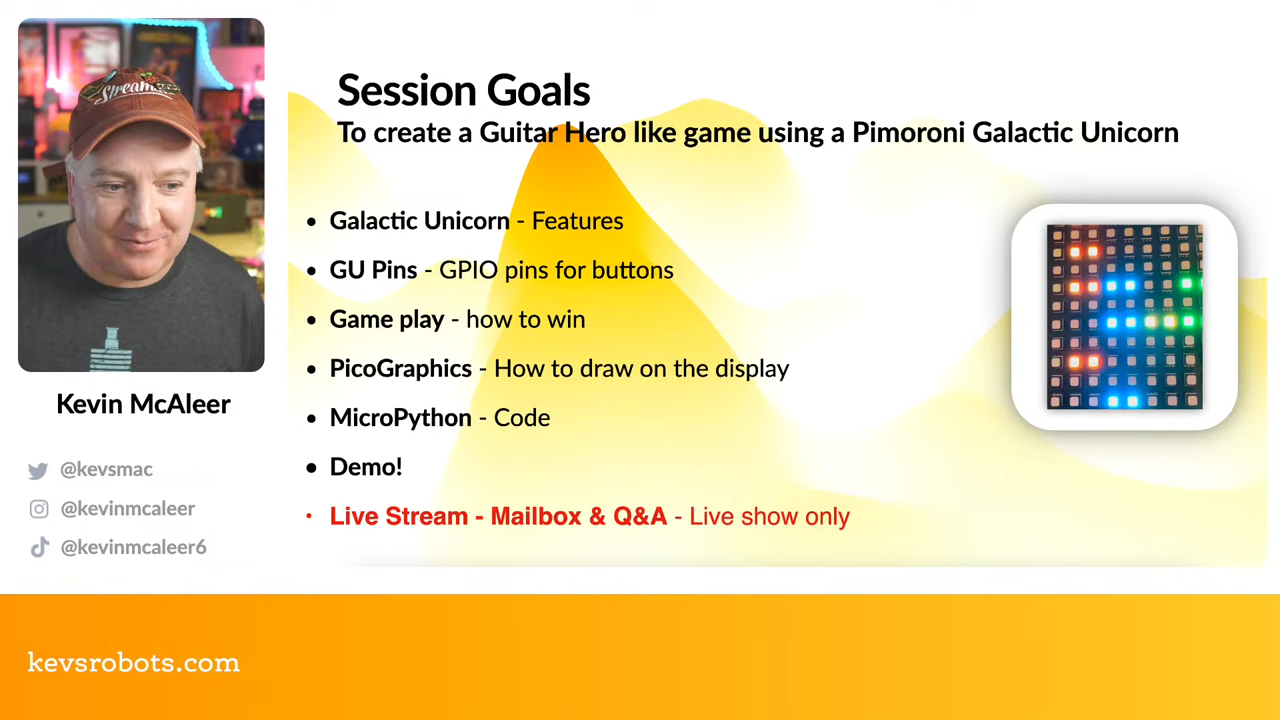 Stream
Session Goals
To create a Guitar Hero like game using a Pimoroni Galactic Unicorn
• Galactic Unicorn - Features
• GU Pins - GPIO pins for buttons
• Game play - how to win
• PicoGraphics - How to draw on the display
• MicroPython - Code
• Demo!
• Live Stream - Mailbox & Q&A - Live show only
Kevin McAleer
@kevsmac
@kevinmcaleer
@kevinmcaleer6
kevsrobots.com